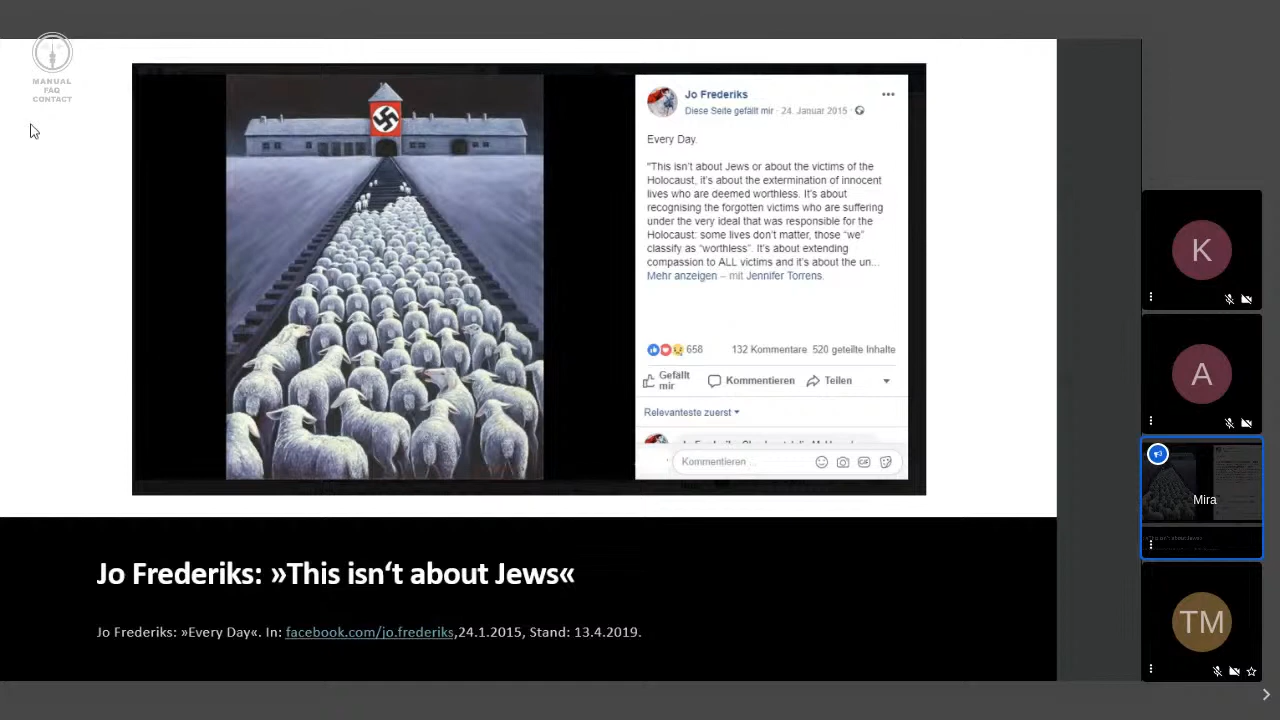 MANUAL
FAQ
CONTACT
Jo Frederiks
Diese Seite gefällt mir · 24. Januar 2015 ·
Every Day.
"This isn't about Jews or about the victims of the
Holocaust, it's about the extermination of innocent
lives who are deemed worthless. It's about
recognising the forgotten victims who are suffering
under the very ideal that was responsible for the
Holocaust: some lives don't matter, those “we”
classify as “worthless”. It's about extending
compassion to ALL victims and it's about the un...
Mehr anzeigen – mit Jennifer Torrens.
658 132 Kommentare 520 geteilte Inhalte
Gefällt mir Kommentieren Teilen
Relevanteste zuerst
Kommentieren ...
Jo Frederiks: »This isn‘t about Jews«
Jo Frederiks: »Every Day«. In: facebook.com/jo.frederiks,24.1.2015, Stand: 13.4.2019.
K
A
Mira
TM